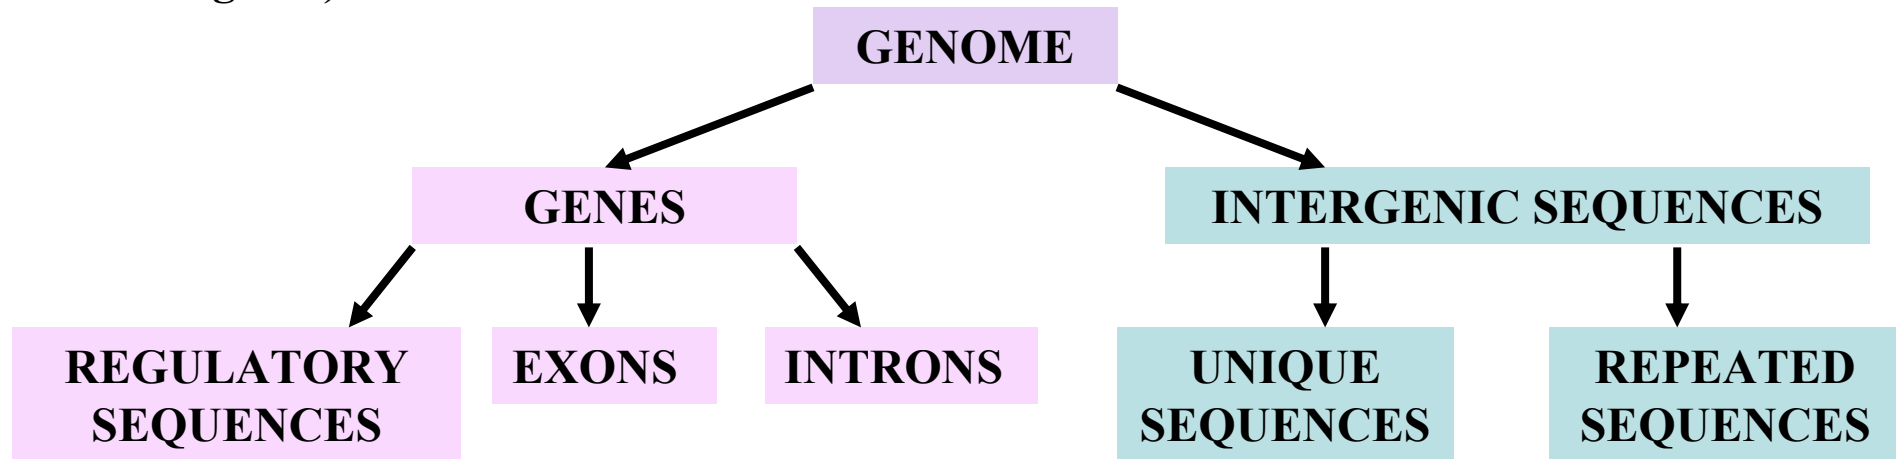 GENOME
GENES
INTERGENIC SEQUENCES
REGULATORY
SEQUENCES
EXONS
INTRONS
UNIQUE
SEQUENCES
REPEATED
SEQUENCES